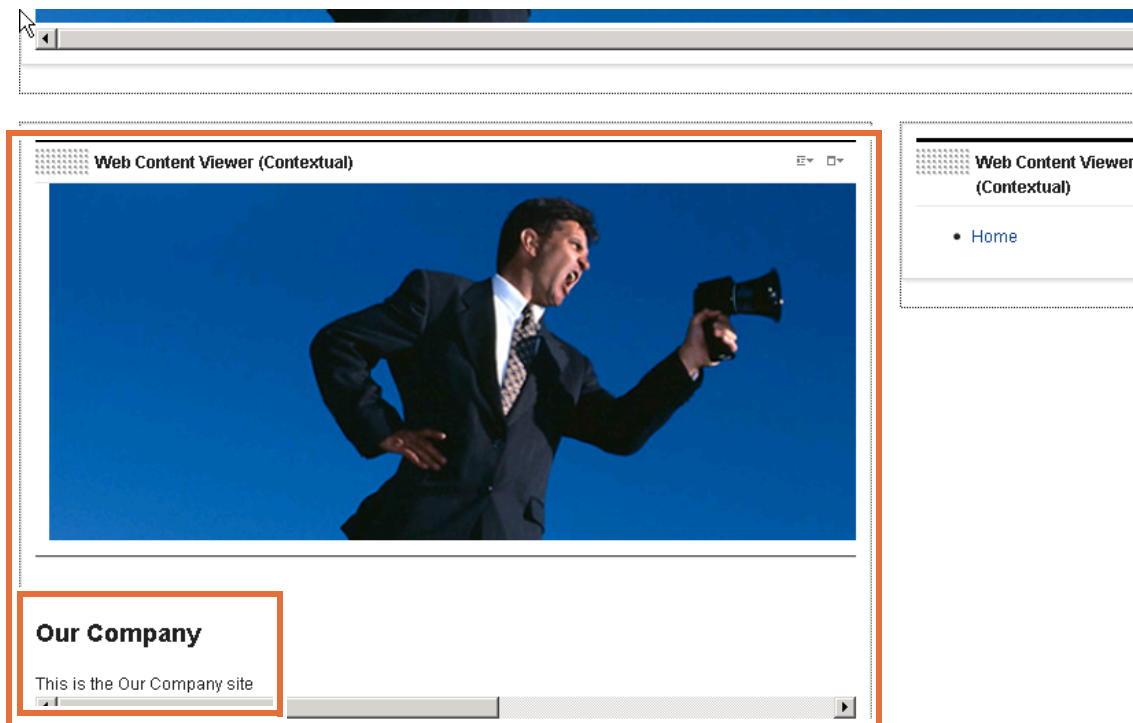 Web Content Viewer (Contextual)
Our Company
This is the Our Company site
Web Content Viewer
(Contextual)
Home